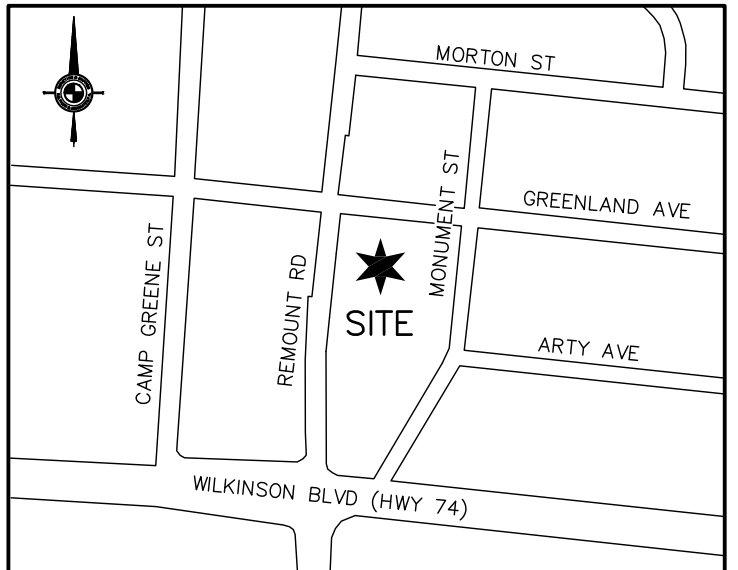 MORTON ST
GREENLAND AVE
MONUMENT ST
CAMP GREENE ST
REMOUNT RD
SITE
ARTY AVE
WILKINSON BLVD (HWY 74)